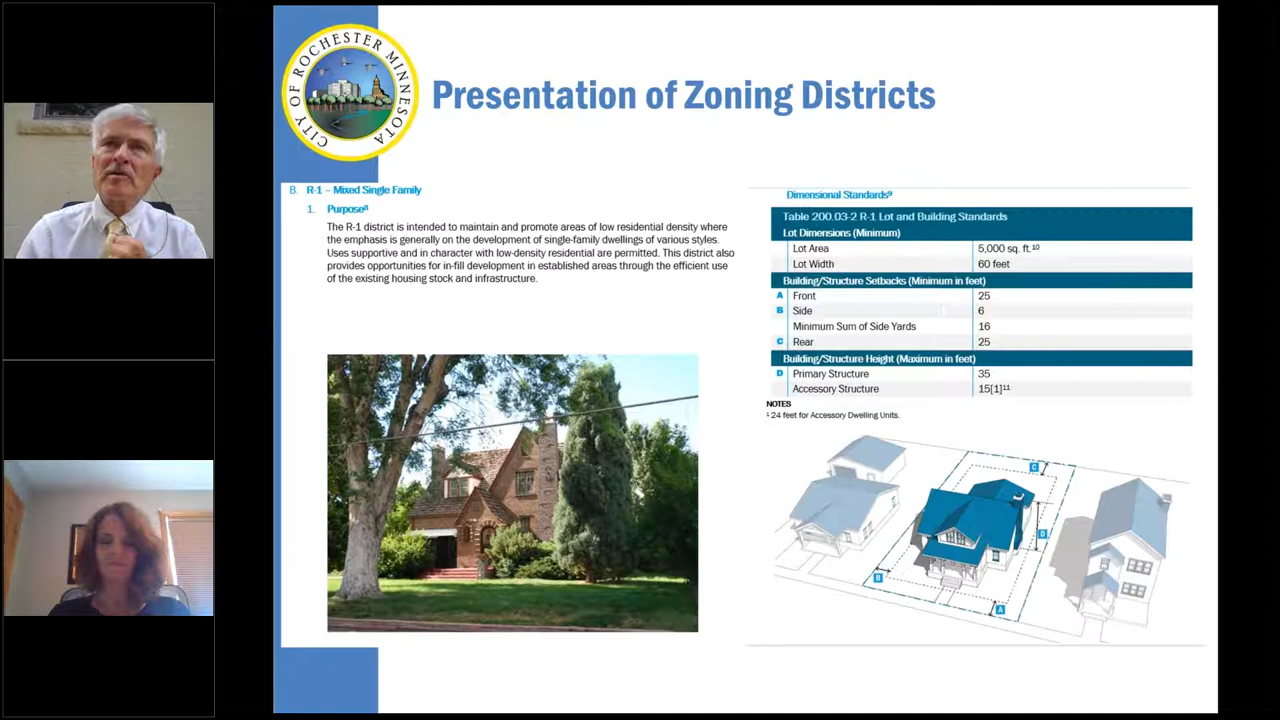 CITY OF ROCHESTER MINNESOTA
Presentation of Zoning Districts
B. R-1 – Mixed Single Family
1. Purpose8
The R-1 district is intended to maintain and promote areas of low residential density where
the emphasis is generally on the development of single-family dwellings of various styles.
Uses supportive and in character with low-density residential are permitted. This district also
provides opportunities for in-fill development in established areas through the efficient use
of the existing housing stock and infrastructure.
Dimensional Standards9
Table 200.03-2 R-1 Lot and Building Standards
Lot Dimensions (Minimum)
Lot Area 5,000 sq. ft.10
Lot Width 60 feet
Building/Structure Setbacks (Minimum in feet)
A Front 25
B Side 6
Minimum Sum of Side Yards 16
C Rear 25
Building/Structure Height (Maximum in feet)
D Primary Structure 35
Accessory Structure 15[1]11
NOTES
1 24 feet for Accessory Dwelling Units.
C
D
B
A